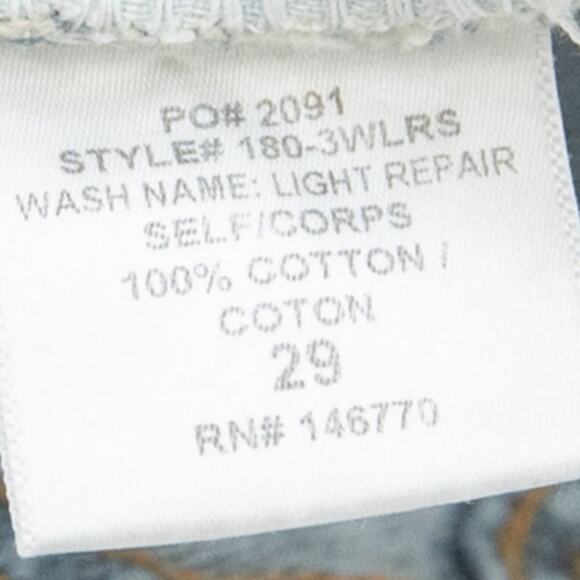 PO# 2091
STYLE# 180-3WLRS
WASH NAME: LIGHT REPAIR
SELF/CORPS
100% COTTON /
COTON
29
RN# 146770